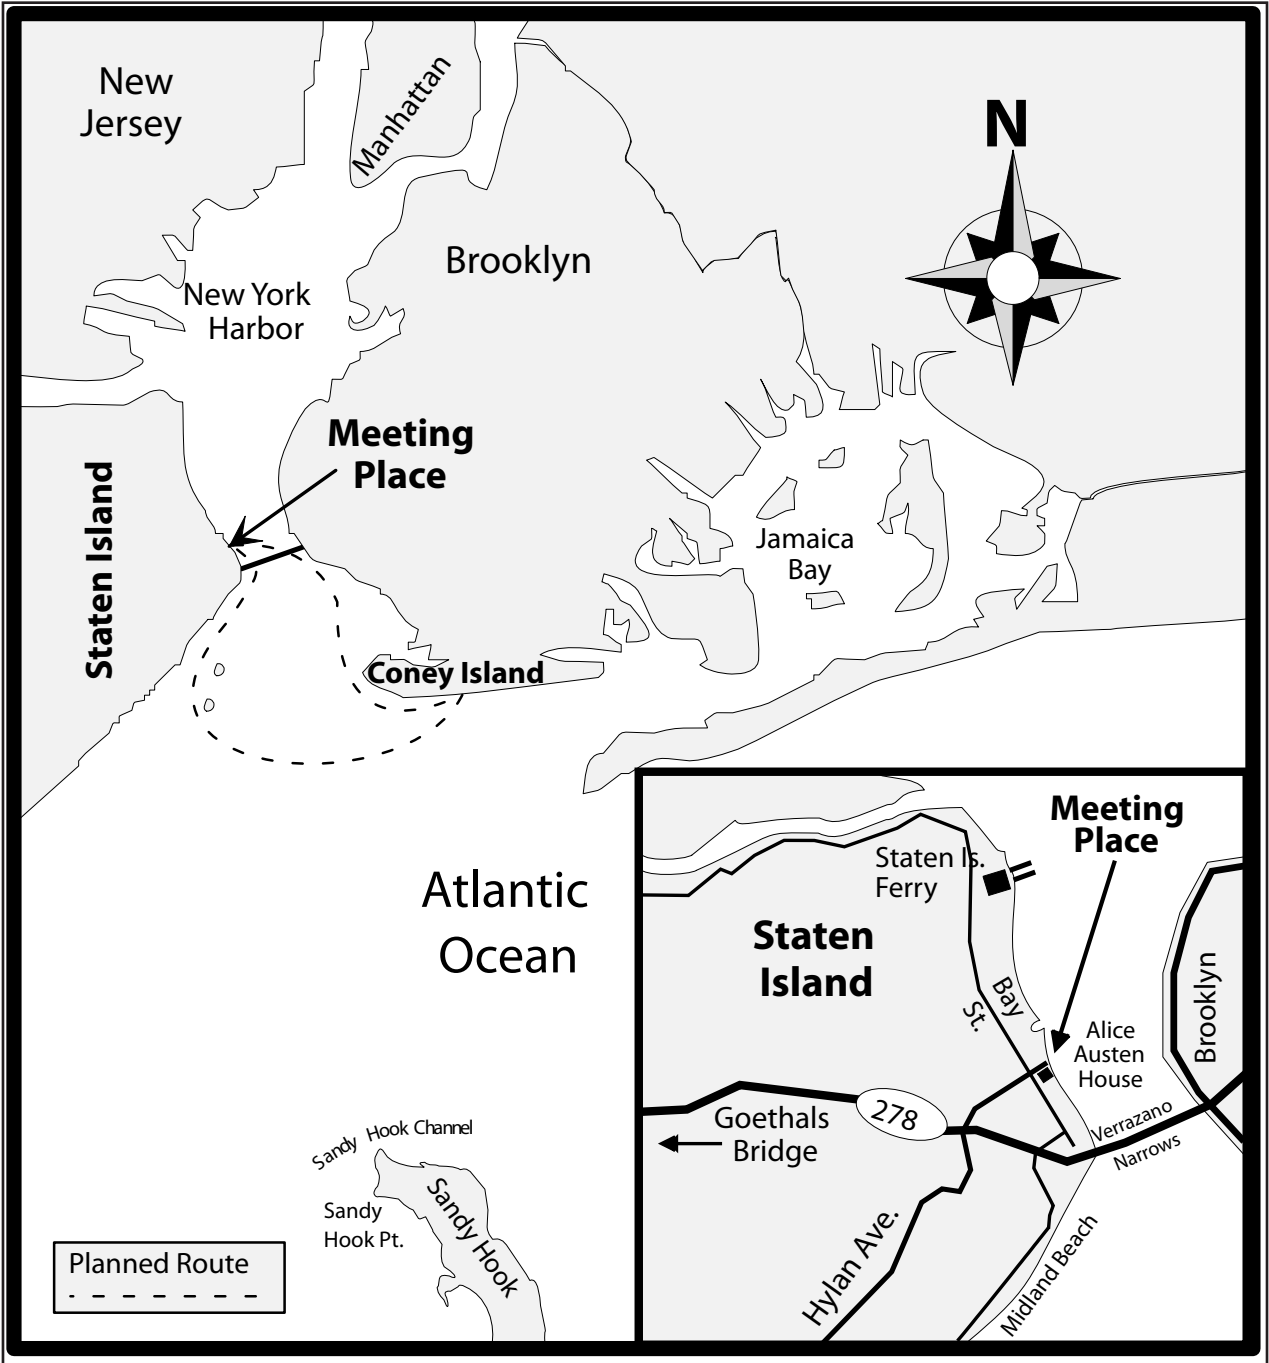 New
Jersey
Manhattan
N
Brooklyn
New York
Harbor
Meeting
Place
Staten Island
Jamaica
Bay
Coney Island
Atlantic
Ocean
Sandy Hook Channel
Sandy
Hook Pt.
Sandy Hook
Planned Route
Meeting
Place
Staten Is.
Ferry
Staten
Island
Bay
St.
Brooklyn
Alice
Austen
House
278
Goethals
Bridge
Verrazano
Narrows
Hylan Ave.
Midland Beach